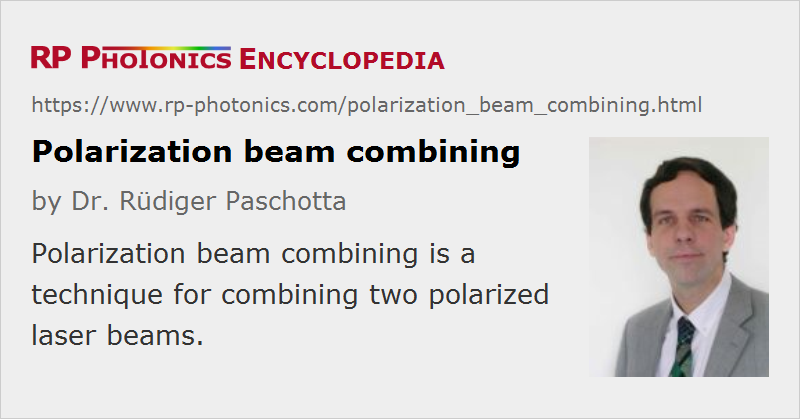 RP PHOTONICS ENCYCLOPEDIA
https://www.rp-photonics.com/polarization_beam_combining.html
Polarization beam combining
by Dr. Rüdiger Paschotta
Polarization beam combining is a
technique for combining two polarized
laser beams.